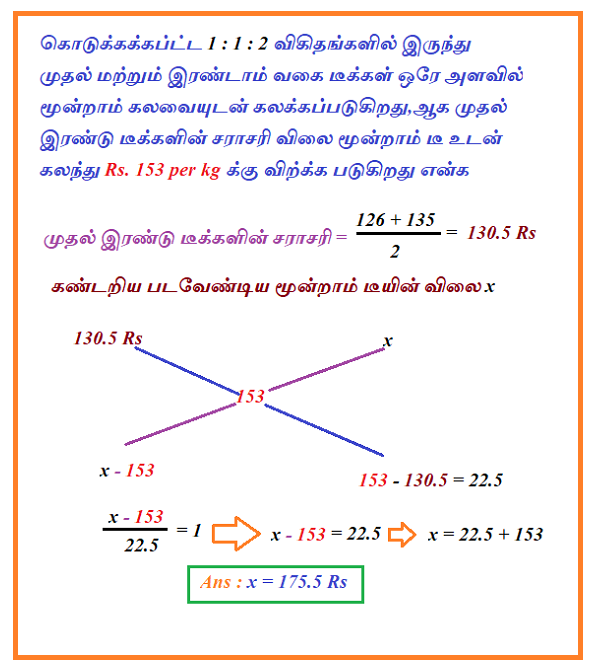 கொடுக்கக்கப்ட்ட 1 : 1 : 2 விகிதங்களில் இருந்து
முதல் மற்றும் இரண்டாம் வகை டீக்கள் ஒரே அளவில்
மூன்றாம் கலவையுடன் கலக்கப்படுகிறது,ஆக முதல்
இரண்டு டீக்களின் சராசரி விலை மூன்றாம் டீ உடன்
கலந்து Rs. 153 per kg க்கு விற்க்க படுகிறது என்க
முதல் இரண்டு டீக்களின் சராசரி = 126 + 135 / 2 = 130.5 Rs
கண்டறிய படவேண்டிய மூன்றாம் டீயின் விலை x
130.5 Rs x
153
x - 153 153 - 130.5 = 22.5
x - 153 / 22.5 = 1 x - 153 = 22.5 x = 22.5 + 153
Ans : x = 175.5 Rs